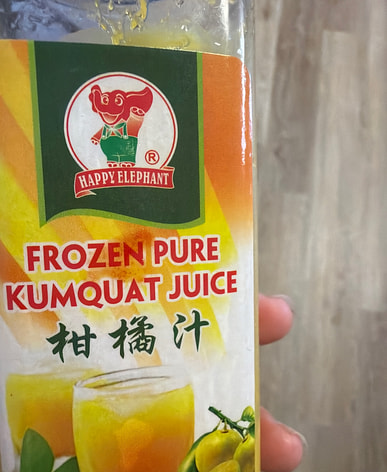 ®
HAPPY ELEPHANT
FROZEN PURE
KUMQUAT JUICE
柑橘汁